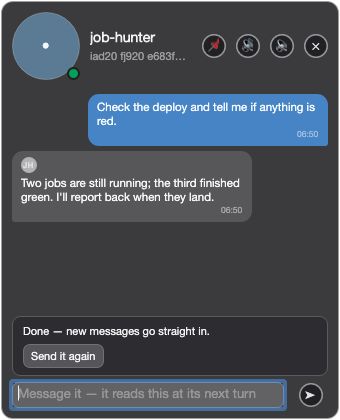 job-hunter
iad20 fj920 e683f…
Check the deploy and tell me if anything is
red.
06:50
JH
Two jobs are still running; the third finished
green. I'll report back when they land.
06:50
Done — new messages go straight in.
Send it again
Message it — it reads this at its next turn